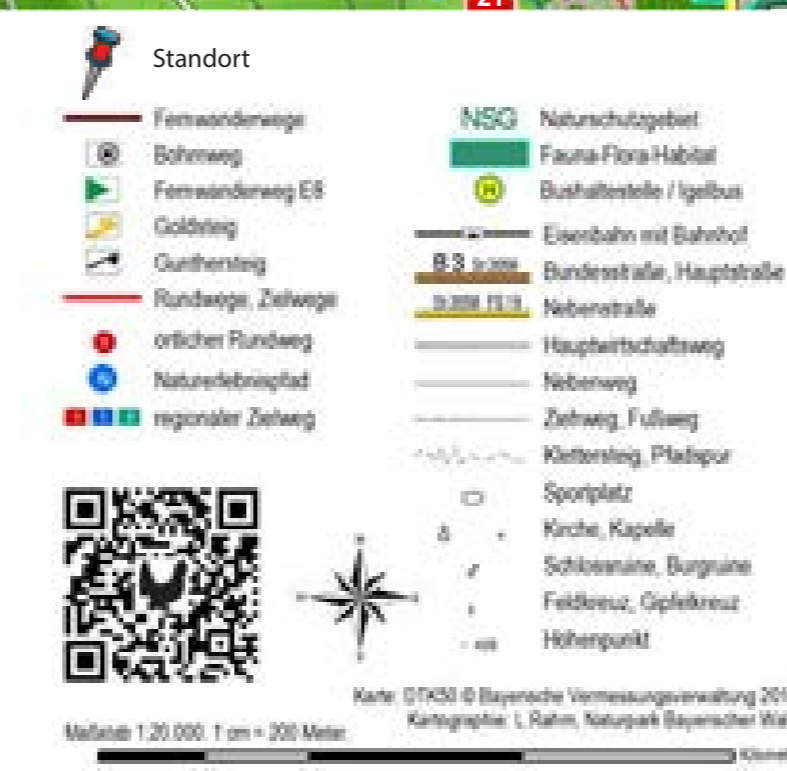 21
Standort
Fernwanderwege
Böhmweg
Fernwanderweg E8
Goldsteig
Gunthersteig
Rundwege, Zielwege
örtlicher Rundweg
Naturerlebnispfad
regionaler Zielweg
NSG Naturschutzgebiet
Fauna-Flora-Habitat
H Bushaltestelle / Igelbus
Eisenbahn mit Bahnhof
B 3 Bundesstraße, Hauptstraße
Nebenstraße
Hauptwirtschaftsweg
Nebenweg
Ziehweg, Fußweg
Klettersteig, Pfadspur
Sportplatz
Kirche, Kapelle
Schlossruine, Burgruine
Feldkreuz, Gipfelkreuz
Höhenpunkt
Karte: DTK50 © Bayerische Vermessungsverwaltung
Kartographie: L.Rahm, Naturpark Bayerischer
Maßstab 1:20.000, 1 cm = 200 Meter